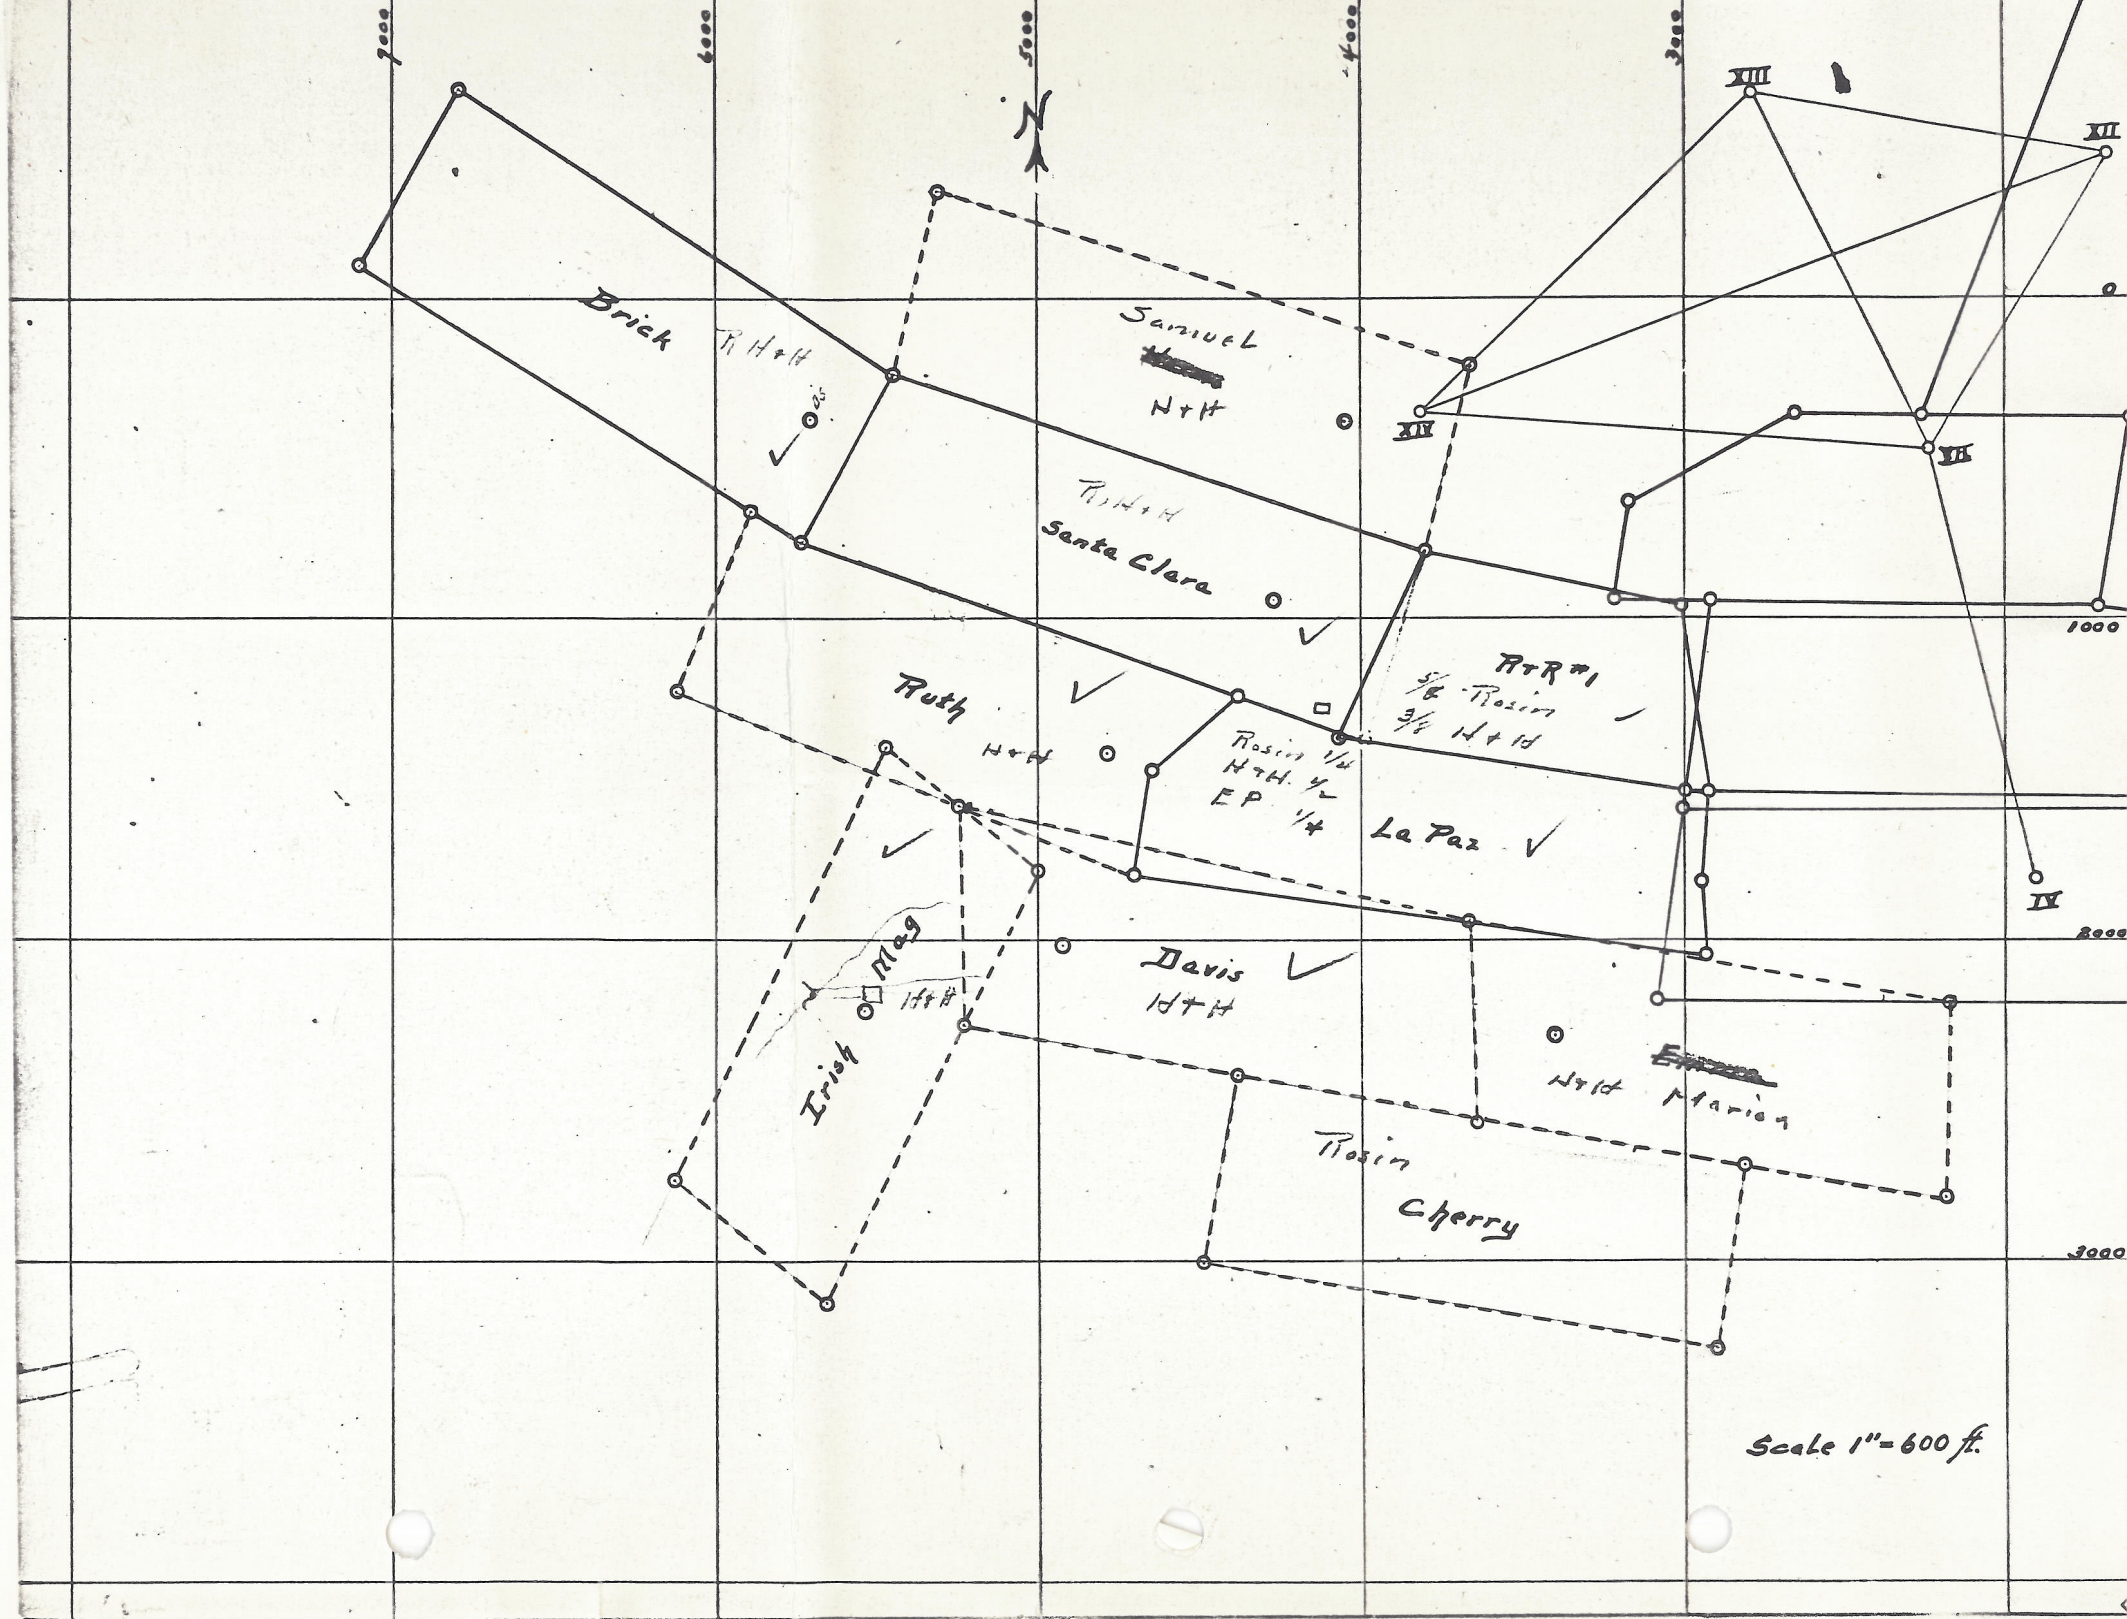 7000
6000
5000
4000
3000
N
XIII
XII
Brick
R H+H
Samuel
H+H
XIV
VII
R, H+H
Santa Clara
1000
R+R #1
5/8 Rosin
3/8 H+H
Ruth
H+H
Rosin 1/4
H+H. 1/2
E P 1/4
La Paz
IV
2000
Irish Mag
H+H
Davis
H+H
H+H Marion
Rosin
Cherry
3000
Scale 1"=600 ft.